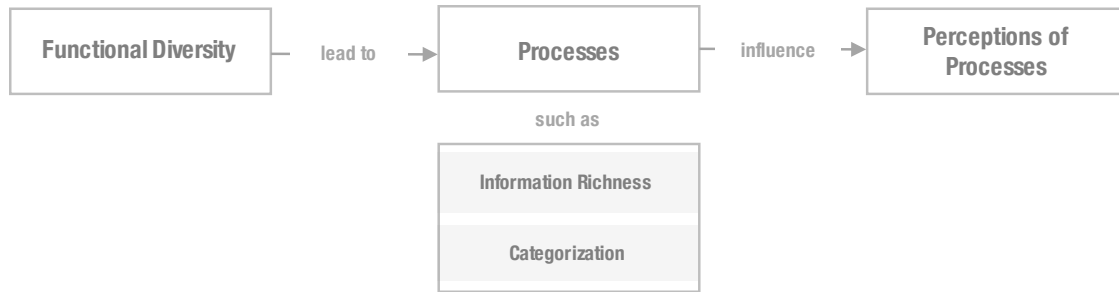 Functional Diversity
lead to
Processes
influence
Perceptions of
Processes
such as
Information Richness
Categorization